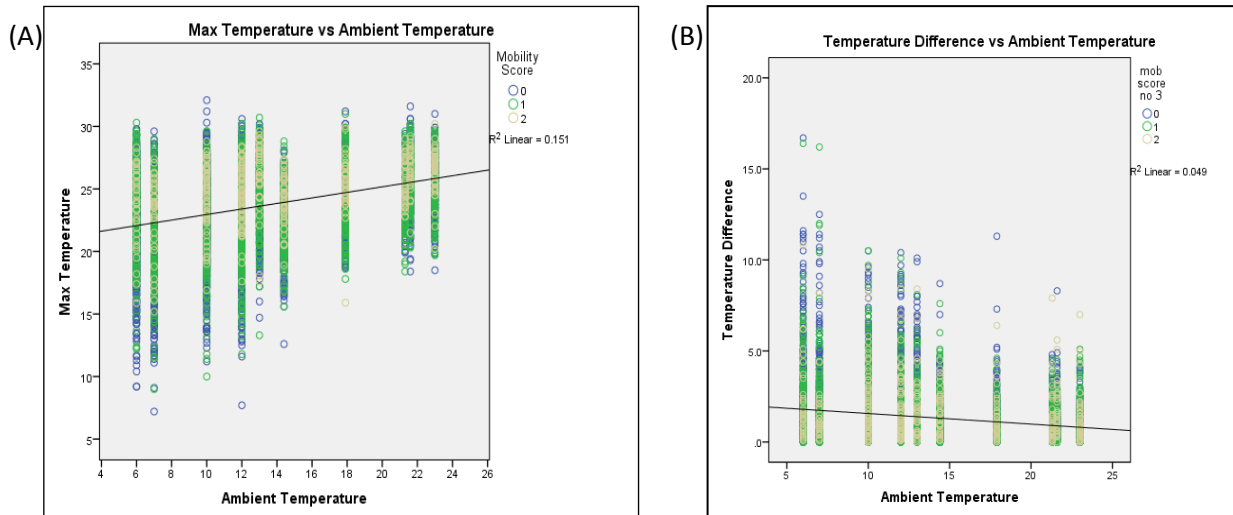 (A)
Max Temperature vs Ambient Temperature
Max Temperature
35
30
25
20
15
10
5
4 6 8 10 12 14 16 18 20 22 24 26
Ambient Temperature
Mobility
Score
0
1
2
R² Linear = 0.151
(B)
Temperature Difference vs Ambient Temperature
Temperature Difference
20.0
15.0
10.0
5.0
.0
5 10 15 20 25
Ambient Temperature
mob
score
no 3
0
1
2
R² Linear = 0.049